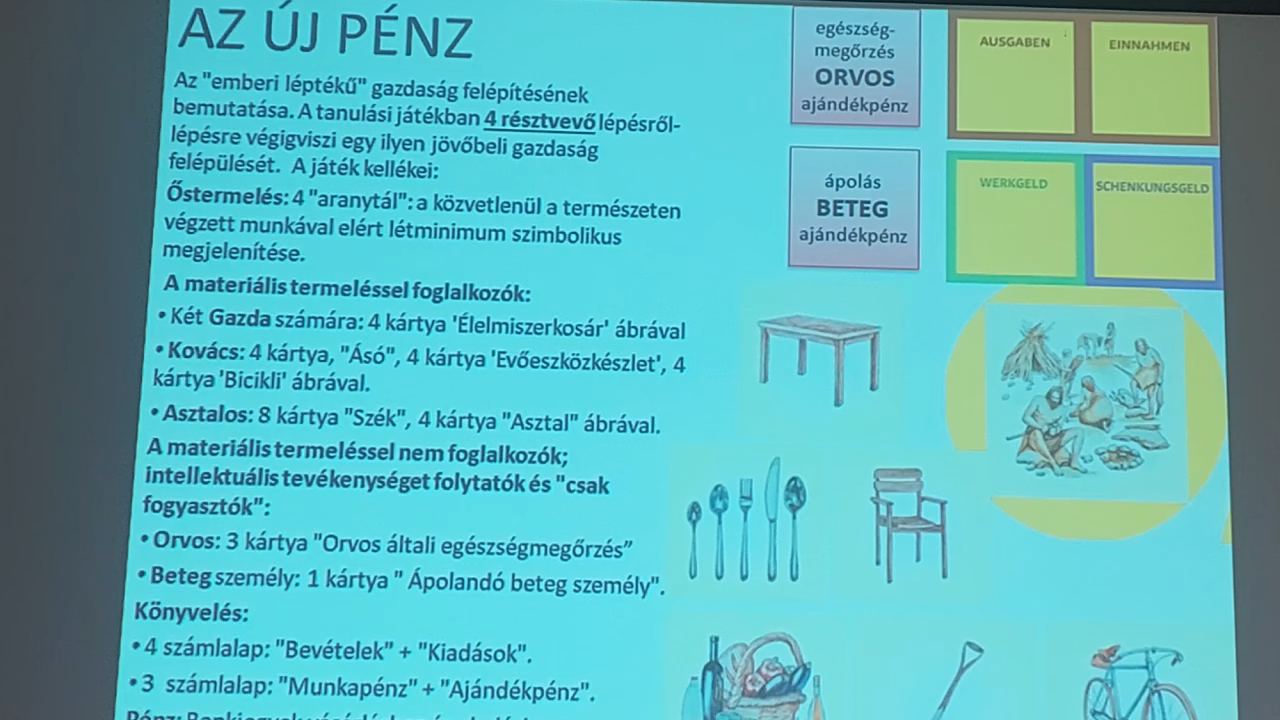 AZ ÚJ PÉNZ
Az "emberi léptékű" gazdaság felépítésének
bemutatása. A tanulási játékban 4 résztvevő lépésről-
lépésre végigviszi egy ilyen jövőbeli gazdaság
felépülését. A játék kellékei:
Őstermelés: 4 "aranytál": a közvetlenül a természeten
végzett munkával elért létminimum szimbolikus
megjelenítése.
A materiális termeléssel foglalkozók:
• Két Gazda számára: 4 kártya 'Élelmiszerkosár' ábrával
• Kovács: 4 kártya, "Ásó", 4 kártya 'Evőeszközkészlet', 4
kártya 'Bicikli' ábrával.
• Asztalos: 8 kártya "Szék", 4 kártya "Asztal" ábrával.
A materiális termeléssel nem foglalkozók;
intellektuális tevékenységet folytatók és "csak
fogyasztók":
• Orvos: 3 kártya "Orvos általi egészségmegőrzés”
• Beteg személy: 1 kártya " Ápolandó beteg személy".
Könyvelés:
• 4 számlalap: "Bevételek" + "Kiadások".
• 3 számlalap: "Munkapénz" + "Ajándékpénz".
egészség-
megőrzés
ORVOS
ajándékpénz
ápolás
BETEG
ajándékpénz
AUSGABEN
EINNAHMEN
WERKGELD
SCHENKUNGSGELD